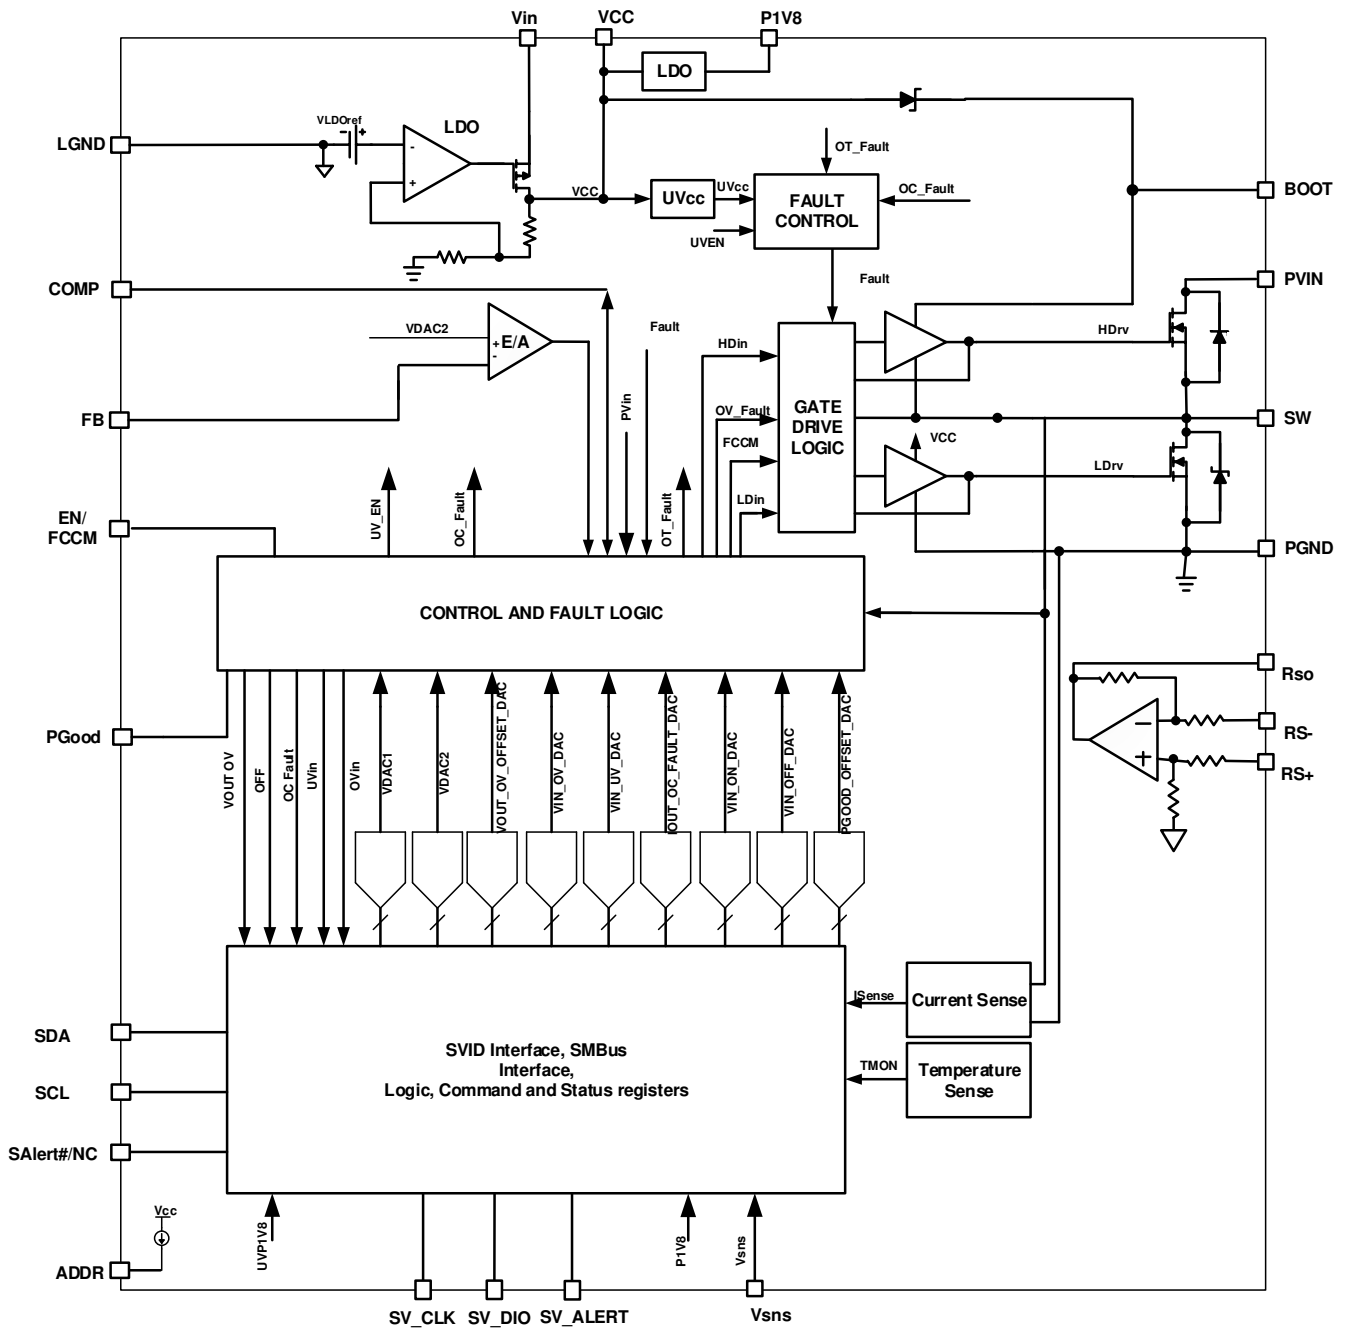 Vin
VCC
P1V8
LDO
VLDOref
- +
LDO
LGND
-
+
OT_Fault
VCC
UVcc
UVcc
FAULT
CONTROL
OC_Fault
UVEN
BOOT
Fault
PVIN
COMP
VDAC2
+
-
E/A
Fault
HDin
HDrv
FB
PVin
OV_Fault
FCCM
LDin
GATE
DRIVE
LOGIC
VCC
SW
LDrv
EN/
FCCM
UV_EN
OC_Fault
OT_Fault
PGND
CONTROL AND FAULT LOGIC
Rso
RS-
RS+
−
+
PGood
VOUT OV
OFF
OC Fault
UVin
OVin
VDAC1
VDAC2
VOUT_OV_OFFSET_DAC
VIN_OV_DAC
VIN_UV_DAC
IOUT_OC_FAULT_DAC
VIN_ON_DAC
VIN_OFF_DAC
PGOOD_OFFSET_DAC
ISense
Current Sense
SDA
SVID Interface, SMBus
Interface,
Logic, Command and Status registers
TMON
Temperature
Sense
SCL
SAlert#/NC
Vcc
ADDR
UVP1V8
P1V8
Vsns
SV_CLK
SV_DIO
SV_ALERT
Vsns